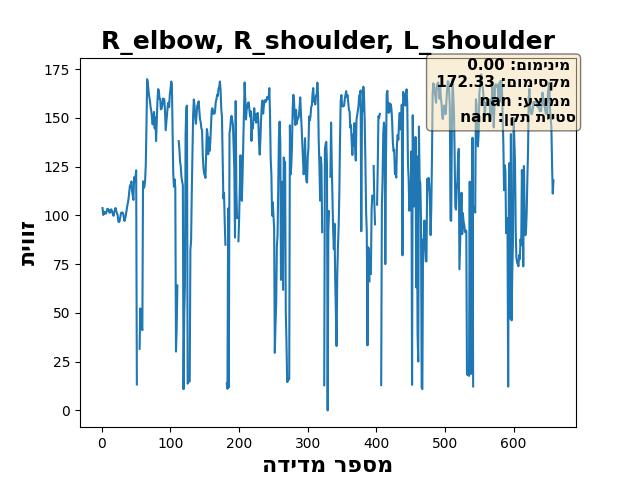 R_elbow, R_shoulder, L_shoulder
מינימום: 0.00
מקסימום: 172.33
ממוצע: nan
סטיית תקן: nan
175
150
125
100
75
50
25
0
זווית
0 100 200 300 400 500 600
מספר מדידה